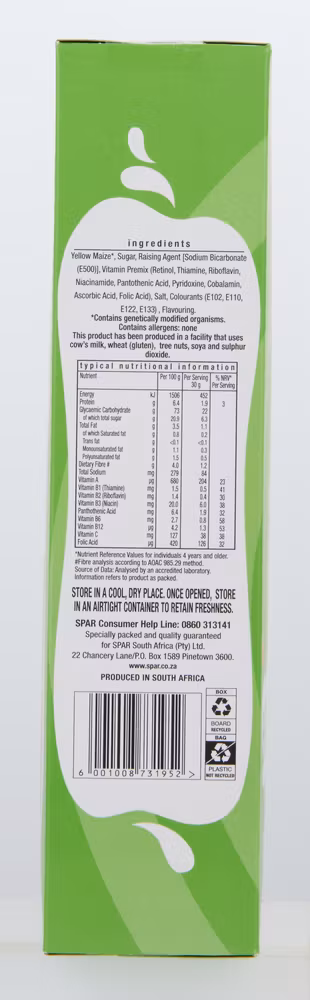 ingredients
Yellow Maize*, Sugar, Raising Agent [Sodium Bicarbonate
(E500)], Vitamin Premix (Retinol, Thiamine, Riboflavin,
Niacinamide, Pantothenic Acid, Pyridoxine, Cobalamin,
Ascorbic Acid, Folic Acid), Salt, Colourants (E102, E110,
E122, E133) , Flavouring.
*Contains genetically modified organisms.
Contains allergens: none
This product has been produced in a facility that uses
cow's milk, wheat (gluten), tree nuts, soya and sulphur
dioxide.
typical nutritional information
Nutrient Per 100 g Per Serving 30 g % NRV* Per Serving
Energy kJ 1506 452
Protein g 6.4 1.9 3
Glycaemic Carbohydrate g 73 22
of which total sugar g 20.9 6.3
Total Fat g 3.5 1.1
of which Saturated fat g 0.8 0.2
Trans fat g <0.1 <0.1
Monounsaturated fat g 1.1 0.3
Polyunsaturated fat g 1.5 0.5
Dietary Fibre # g 4.0 1.2
Total Sodium mg 279 84
Vitamin A µg 680 204 23
Vitamin B1 (Thiamine) mg 1.5 0.5 41
Vitamin B2 (Riboflavin) mg 1.4 0.4 30
Vitamin B3 (Niacin) mg 20.0 6.0 38
Panthothenic Acid mg 6.4 1.9 32
Vitamin B6 mg 2.7 0.8 58
Vitamin B12 µg 4.2 1.3 53
Vitamin C mg 127 38 38
Folic Acid µg 420 126 32
*Nutrient Reference Values for individuals 4 years and older.
#Fibre analysis according to AOAC 985.29 method.
Source of Data: Analysed by an accredited laboratory.
Information refers to product as packed.
STORE IN A COOL, DRY PLACE. ONCE OPENED, STORE
IN AN AIRTIGHT CONTAINER TO RETAIN FRESHNESS.
SPAR Consumer Help Line: 0860 313141
Specially packed and quality guaranteed
for SPAR South Africa (Pty) Ltd.
22 Chancery Lane/P.O. Box 1589 Pinetown 3600.
www.spar.co.za
PRODUCED IN SOUTH AFRICA
BOX
BOARD
RECYCLED
BAG
PLASTIC
NOT RECYCLED
6 001008 731952 >